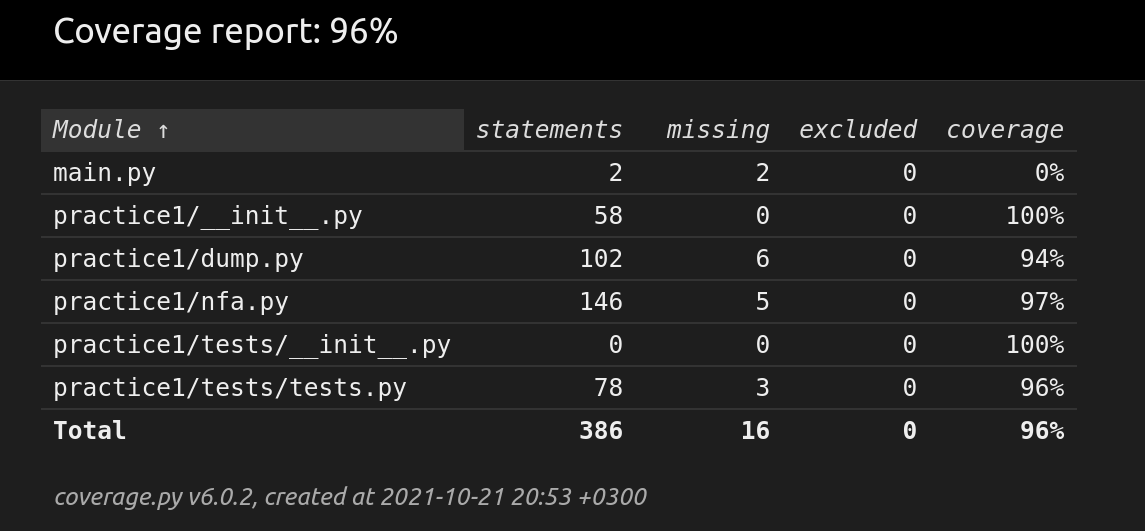 Coverage report: 96%
Module ↑ statements missing excluded coverage
main.py 2 2 0 0%
practice1/__init__.py 58 0 0 100%
practice1/dump.py 102 6 0 94%
practice1/nfa.py 146 5 0 97%
practice1/tests/__init__.py 0 0 0 100%
practice1/tests/tests.py 78 3 0 96%
Total 386 16 0 96%
coverage.py v6.0.2, created at 2021-10-21 20:53 +0300